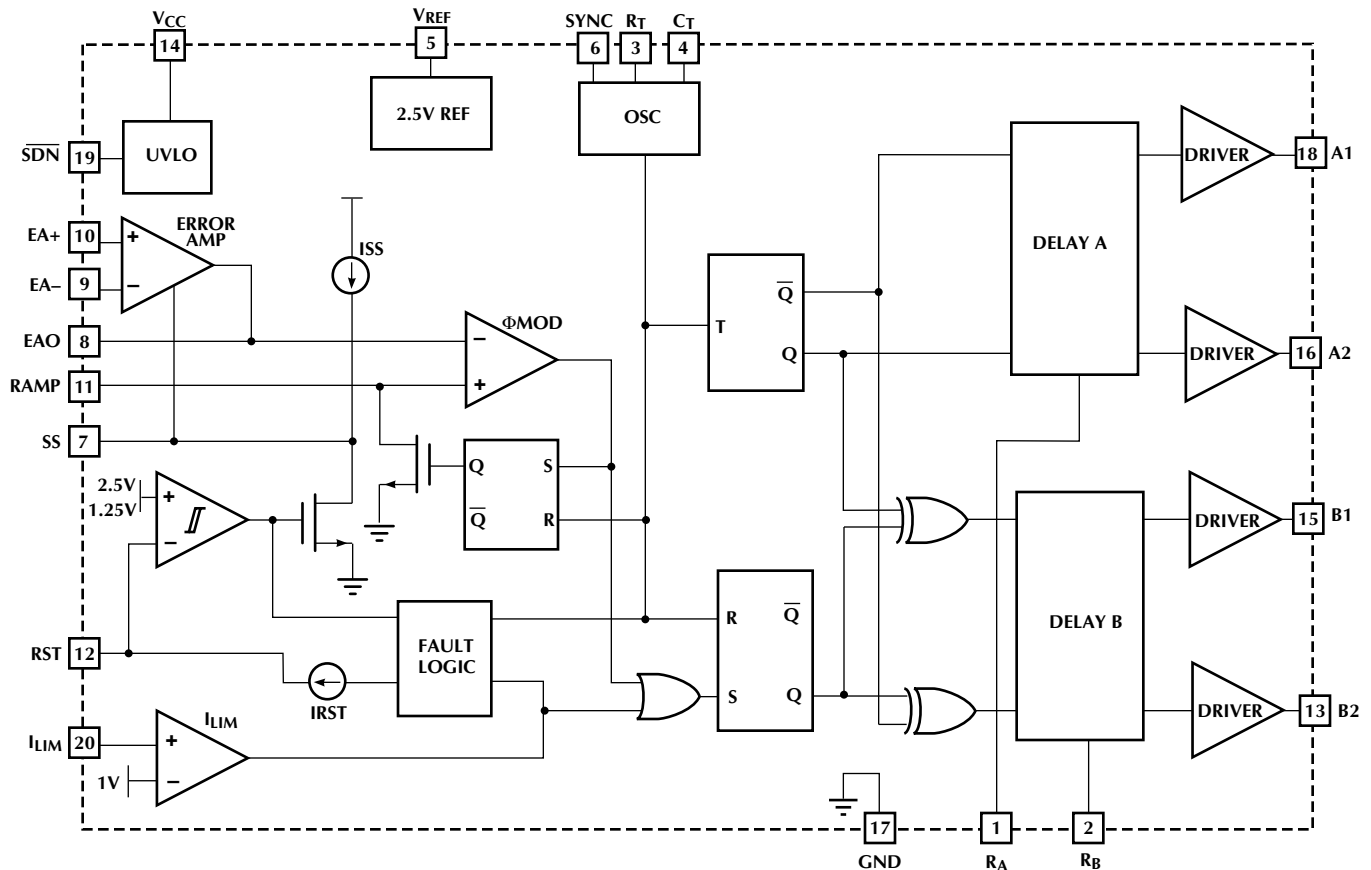 VCC
14
VREF
5
SYNC
6
RT
3
CT
4
2.5V REF
OSC
SDN
19
UVLO
DRIVER
18
A1
EA+
10
ERROR
AMP
+
–
EA–
9
ISS
DELAY A
EAO
8
ΦMOD
–
+
T
Q
Q
DRIVER
16
A2
RAMP
11
SS
7
Q
S
Q
R
2.5V
1.25V
+
–
DRIVER
15
B1
DELAY B
RST
12
FAULT
LOGIC
IRST
R
Q
S
Q
DRIVER
13
B2
ILIM
20
ILIM
+
–
1V
17
GND
1
RA
2
RB